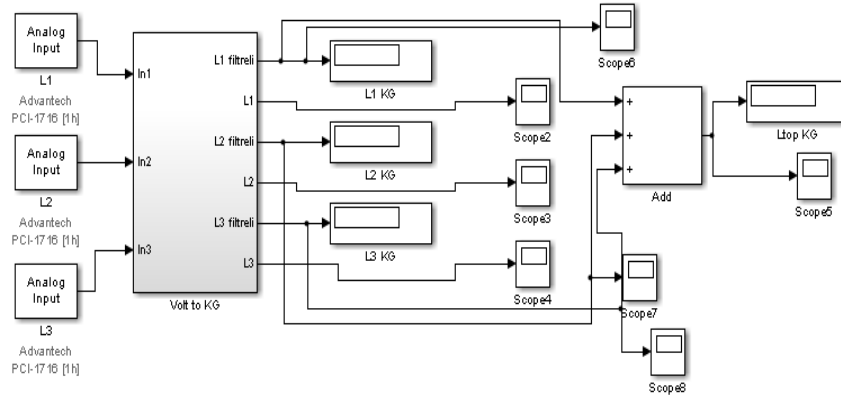 Analog
Input
L1
Advantech
PCI-1716 [1h]
Analog
Input
L2
Advantech
PCI-1716 [1h]
Analog
Input
L3
Advantech
PCI-1716 [1h]
In1
In2
In3
L1 filtreli
L1
L2 filtreli
L2
L3 filtreli
L3
Volt to KG
L1 KG
L2 KG
L3 KG
Scope6
Scope2
Scope3
Scope4
+
+
+
Add
Ltop KG
Scope5
Scope7
Scope8